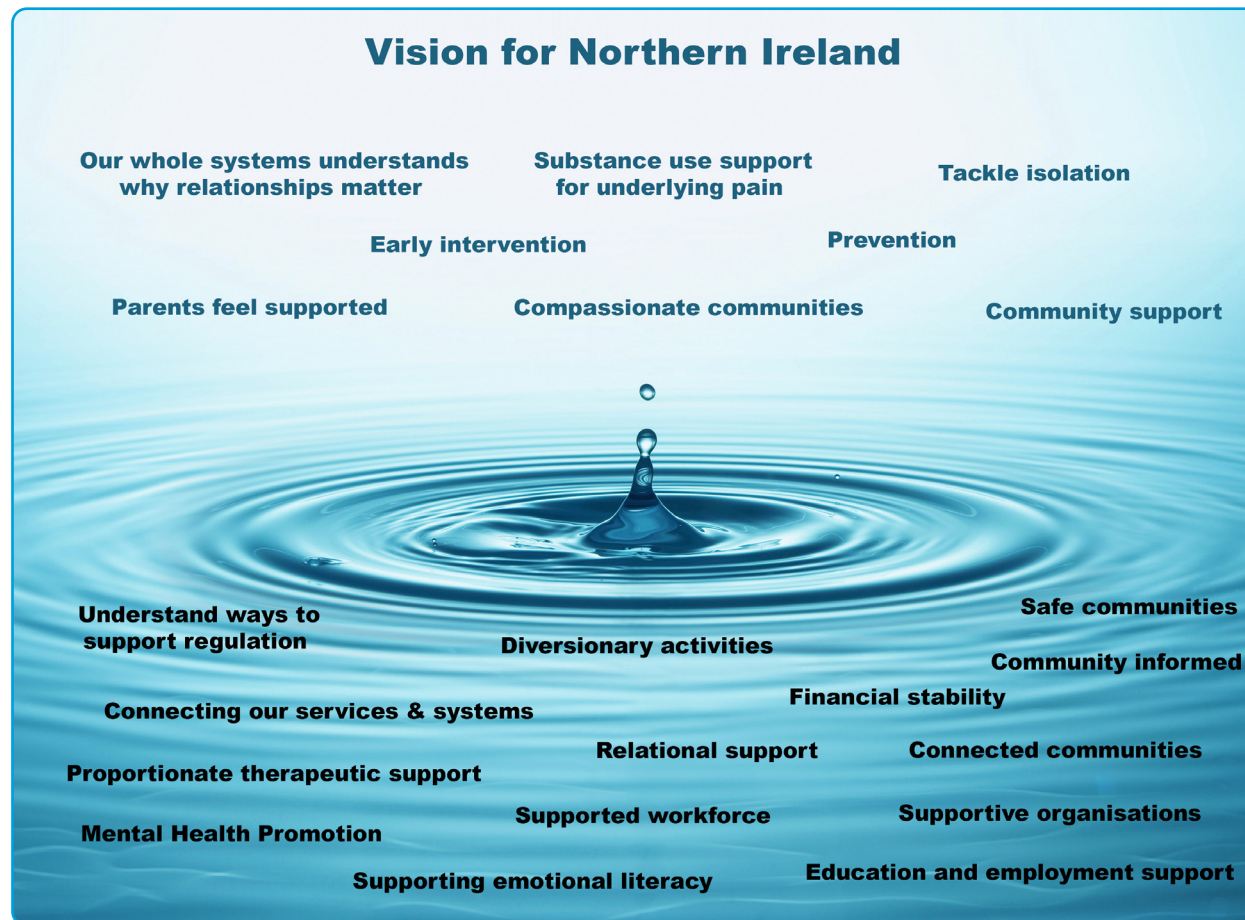 Vision for Northern Ireland
Our whole systems understands
why relationships matter
Substance use support
for underlying pain
Tackle isolation
Early intervention
Prevention
Parents feel supported
Compassionate communities
Community support
Understand ways to
support regulation
Diversionary activities
Safe communities
Community informed
Connecting our services & systems
Financial stability
Relational support
Connected communities
Proportionate therapeutic support
Supported workforce
Supportive organisations
Mental Health Promotion
Supporting emotional literacy
Education and employment support